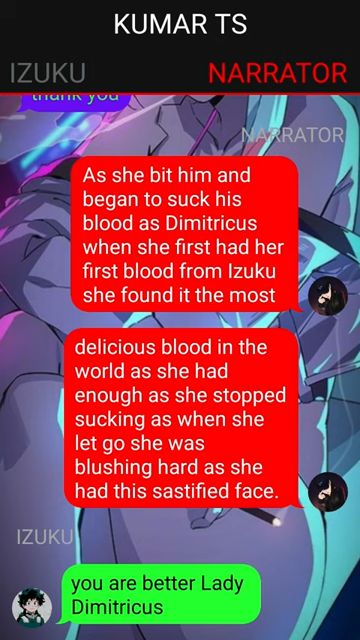 KUMAR TS
IZUKU
NARRATOR
thank you
NARRATOR
As she bit him and
began to suck his
blood as Dimitricus
when she first had her
first blood from Izuku
she found it the most
delicious blood in the
world as she had
enough as she stopped
sucking as when she
let go she was
blushing hard as she
had this sastified face.
IZUKU
you are better Lady
Dimitricus